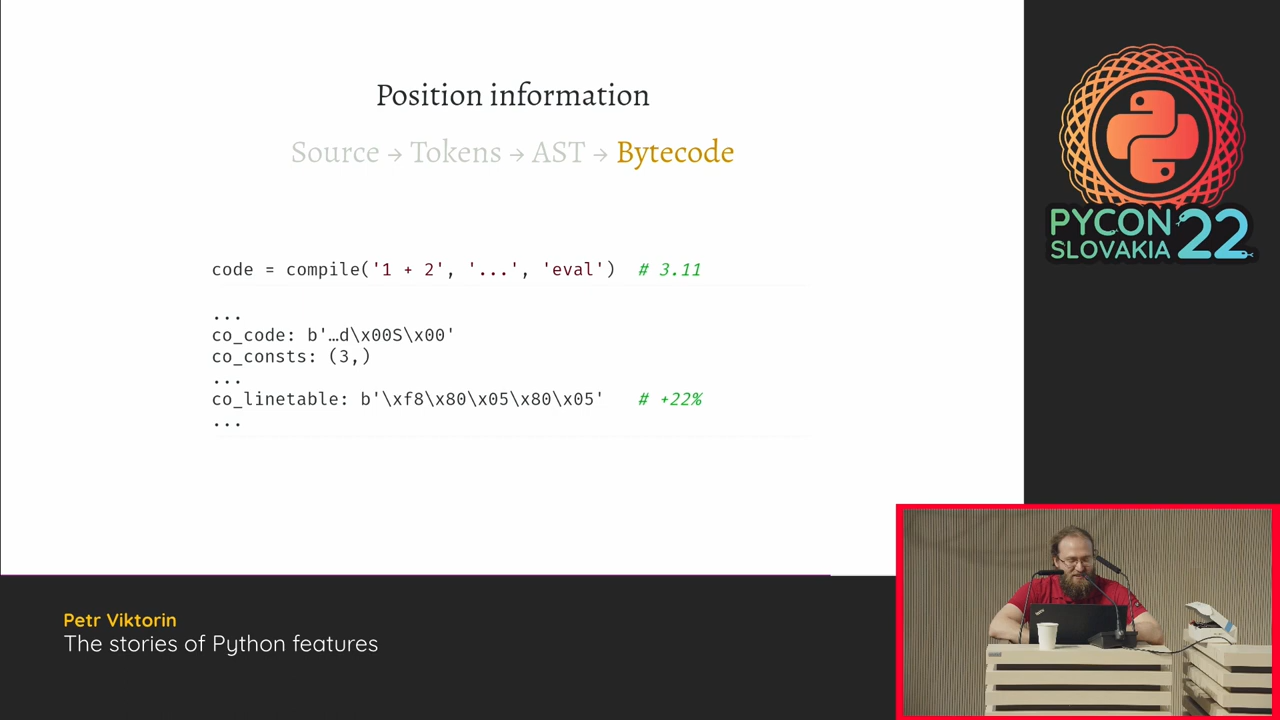 Position information
Source → Tokens → AST → Bytecode
code = compile('1 + 2', '...', 'eval')  # 3.11
...
co_code: b'…d\x00S\x00'
co_consts: (3,)
...
co_linetable: b'\xf8\x80\x05\x80\x05'   # +22%
...
PYCON
SLOVAKIA
22
Petr Viktorin
The stories of Python features